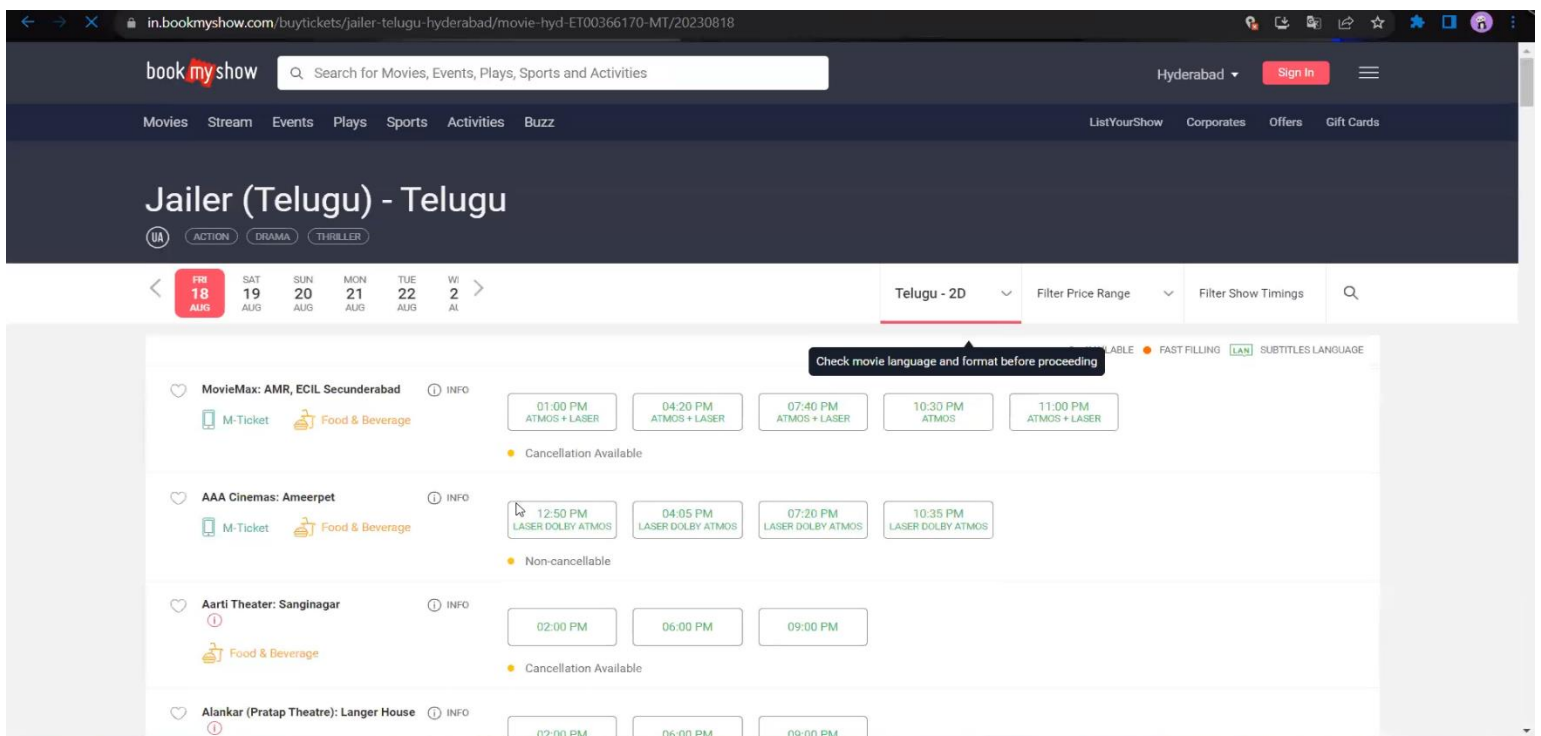 in.bookmyshow.com/buytickets/jailer-telugu-hyderabad/movie-hyd-ET00366170-MT/20230818
book my show
Search for Movies, Events, Plays, Sports and Activities
Hyderabad
Sign In
Movies Stream Events Plays Sports Activities Buzz
ListYourShow Corporates Offers Gift Cards
Jailer (Telugu) - Telugu
UA ACTION DRAMA THRILLER
FRI SAT SUN MON TUE
18 19 20 21 22 2
AUG AUG AUG AUG AUG
Telugu - 2D
Filter Price Range
Filter Show Timings
LABLE FAST FILLING LAN SUBTITLES LANGUAGE
Check movie language and format before proceeding
MovieMax: AMR, ECIL Secunderabad INFO
M-Ticket Food & Beverage
01:00 PM 04:20 PM 07:40 PM 10:30 PM 11:00 PM
ATMOS + LASER ATMOS + LASER ATMOS + LASER ATMOS ATMOS + LASER
Cancellation Available
AAA Cinemas: Ameerpet INFO
M-Ticket Food & Beverage
12:50 PM 04:05 PM 07:20 PM 10:35 PM
LASER DOLBY ATMOS LASER DOLBY ATMOS LASER DOLBY ATMOS LASER DOLBY ATMOS
Non-cancellable
Aarti Theater: Sanginagar INFO
Food & Beverage
02:00 PM 06:00 PM 09:00 PM
Cancellation Available
Alankar (Pratap Theatre): Langer House INFO
02:00 PM 06:00 PM 09:00 PM